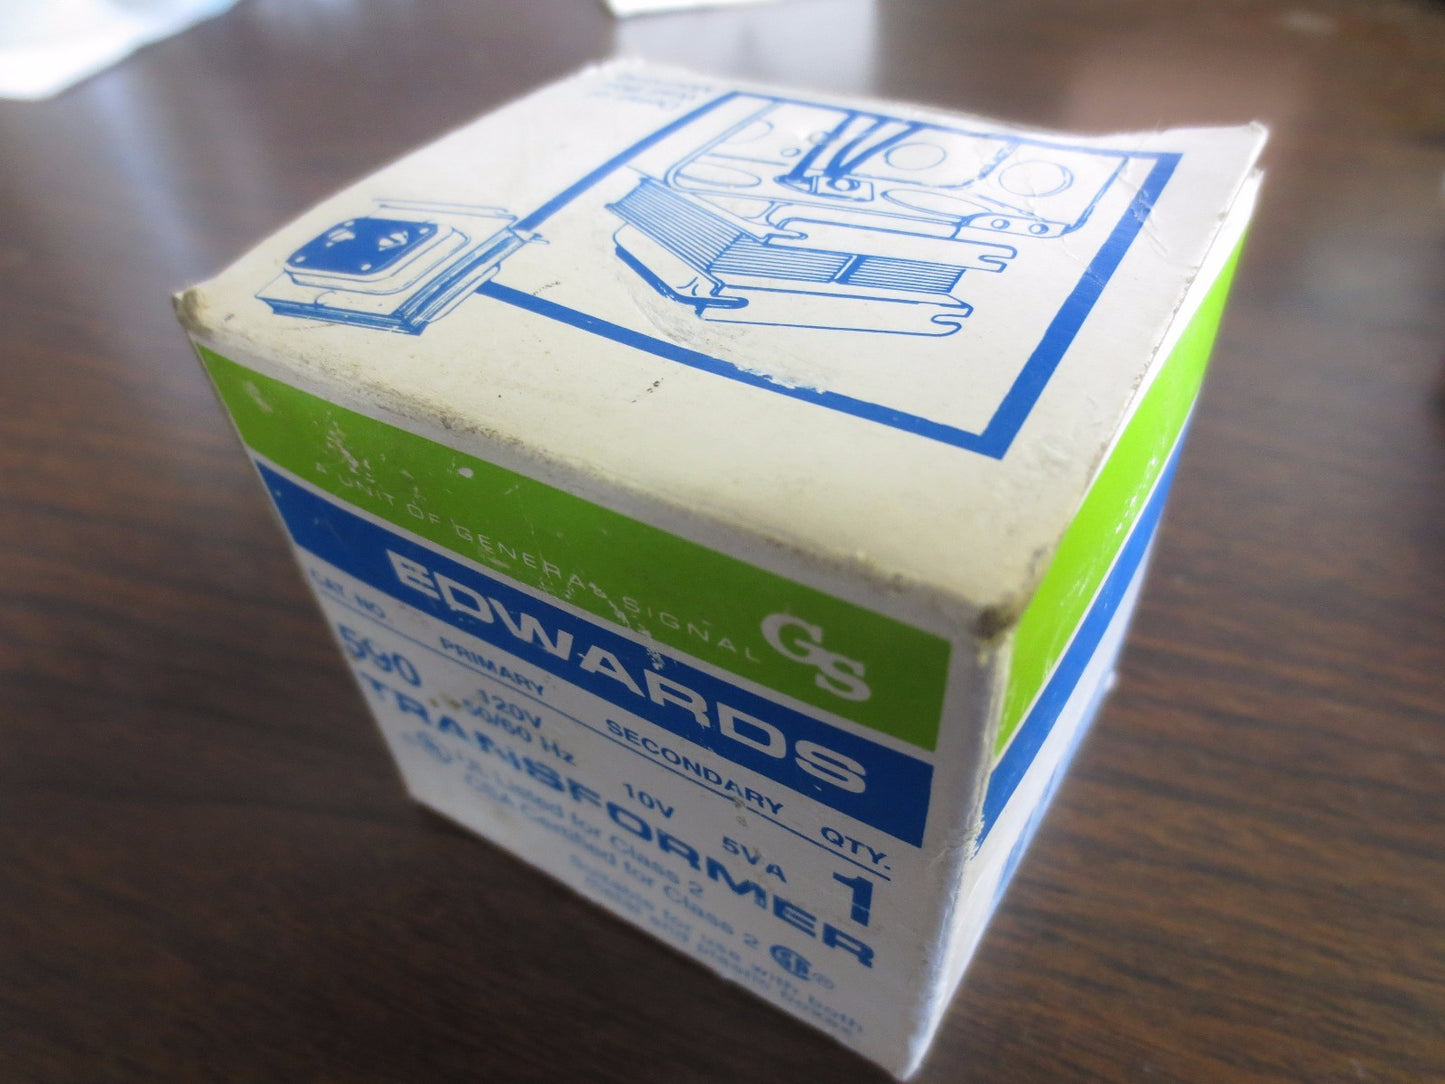 A UNIT OF GENERAL SIGNAL
GS
EDWARDS
CAT. NO. PRIMARY SECONDARY QTY.
590 120V 50/60 Hz 10V 5VA 1
TRANSFORMER
UL Listed for Class 2
CSA Certified for Class 2
Suitable for use with both
metal and plastic boxes